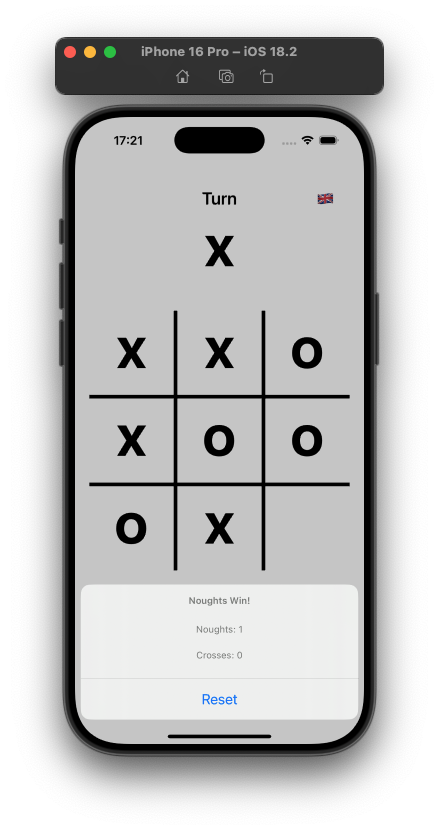 iPhone 16 Pro – iOS 18.2
17:21
Turn
X
X X O
X O O
O X
Noughts Win!
Noughts: 1
Crosses: 0
Reset